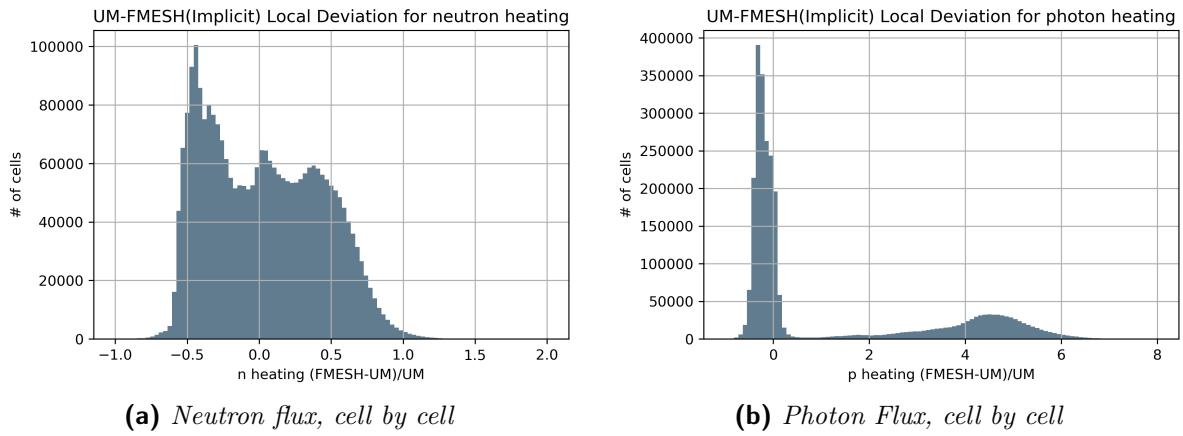 UM-FMESH(Implicit) Local Deviation for neutron heating
100000
80000
60000
40000
20000
0
# of cells
−1.0 −0.5 0.0 0.5 1.0 1.5 2.0
n heating (FMESH-UM)/UM
(a) Neutron flux, cell by cell
UM-FMESH(Implicit) Local Deviation for photon heating
400000
350000
300000
250000
200000
150000
100000
50000
0
# of cells
0 2 4 6 8
p heating (FMESH-UM)/UM
(b) Photon Flux, cell by cell